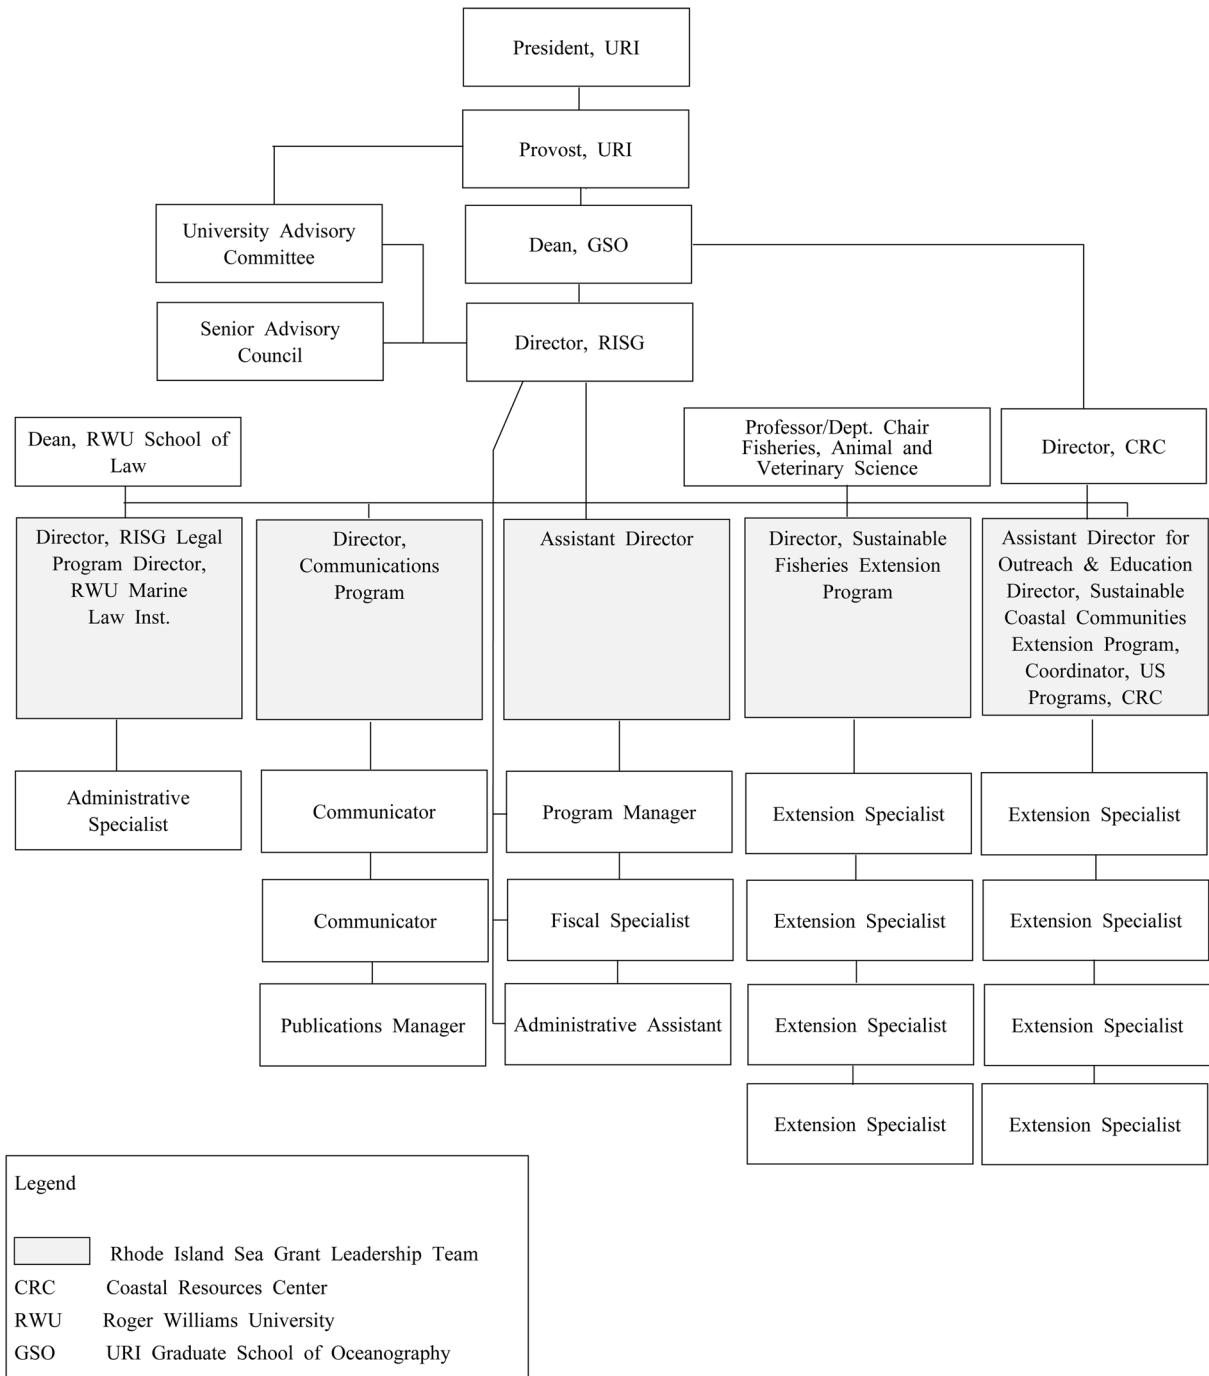 President, URI
Provost, URI
University Advisory
Committee
Dean, GSO
Senior Advisory
Council
Director, RISG
Dean, RWU School of
Law
Professor/Dept. Chair
Fisheries, Animal and
Veterinary Science
Director, CRC
Director, RISG Legal
Program Director,
RWU Marine
Law Inst.
Director,
Communications
Program
Assistant Director
Director, Sustainable
Fisheries Extension
Program
Assistant Director for
Outreach & Education
Director, Sustainable
Coastal Communities
Extension Program,
Coordinator, US
Programs, CRC
Administrative
Specialist
Communicator
Program Manager
Extension Specialist
Extension Specialist
Communicator
Fiscal Specialist
Extension Specialist
Extension Specialist
Publications Manager
Administrative Assistant
Extension Specialist
Extension Specialist
Extension Specialist
Extension Specialist
Legend
Rhode Island Sea Grant Leadership Team
CRC Coastal Resources Center
RWU Roger Williams University
GSO URI Graduate School of Oceanography